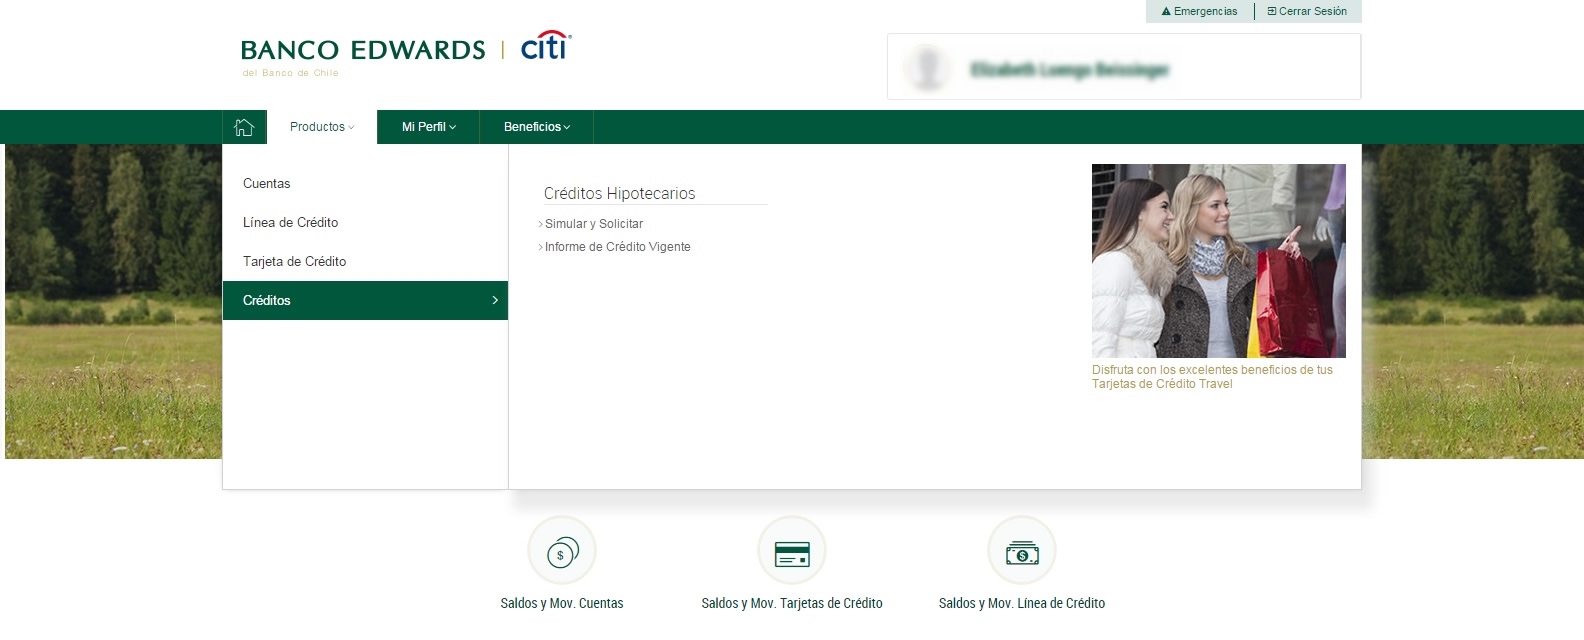 Emergencias
Cerrar Sesión
BANCO EDWARDS | citi®
del Banco de Chile
Productos
Mi Perfil
Beneficios
Cuentas
Línea de Crédito
Tarjeta de Crédito
Créditos
Créditos Hipotecarios
Simular y Solicitar
Informe de Crédito Vigente
Disfruta con los excelentes beneficios de tus
Tarjetas de Crédito Travel
Saldos y Mov. Cuentas
Saldos y Mov. Tarjetas de Crédito
Saldos y Mov. Línea de Crédito